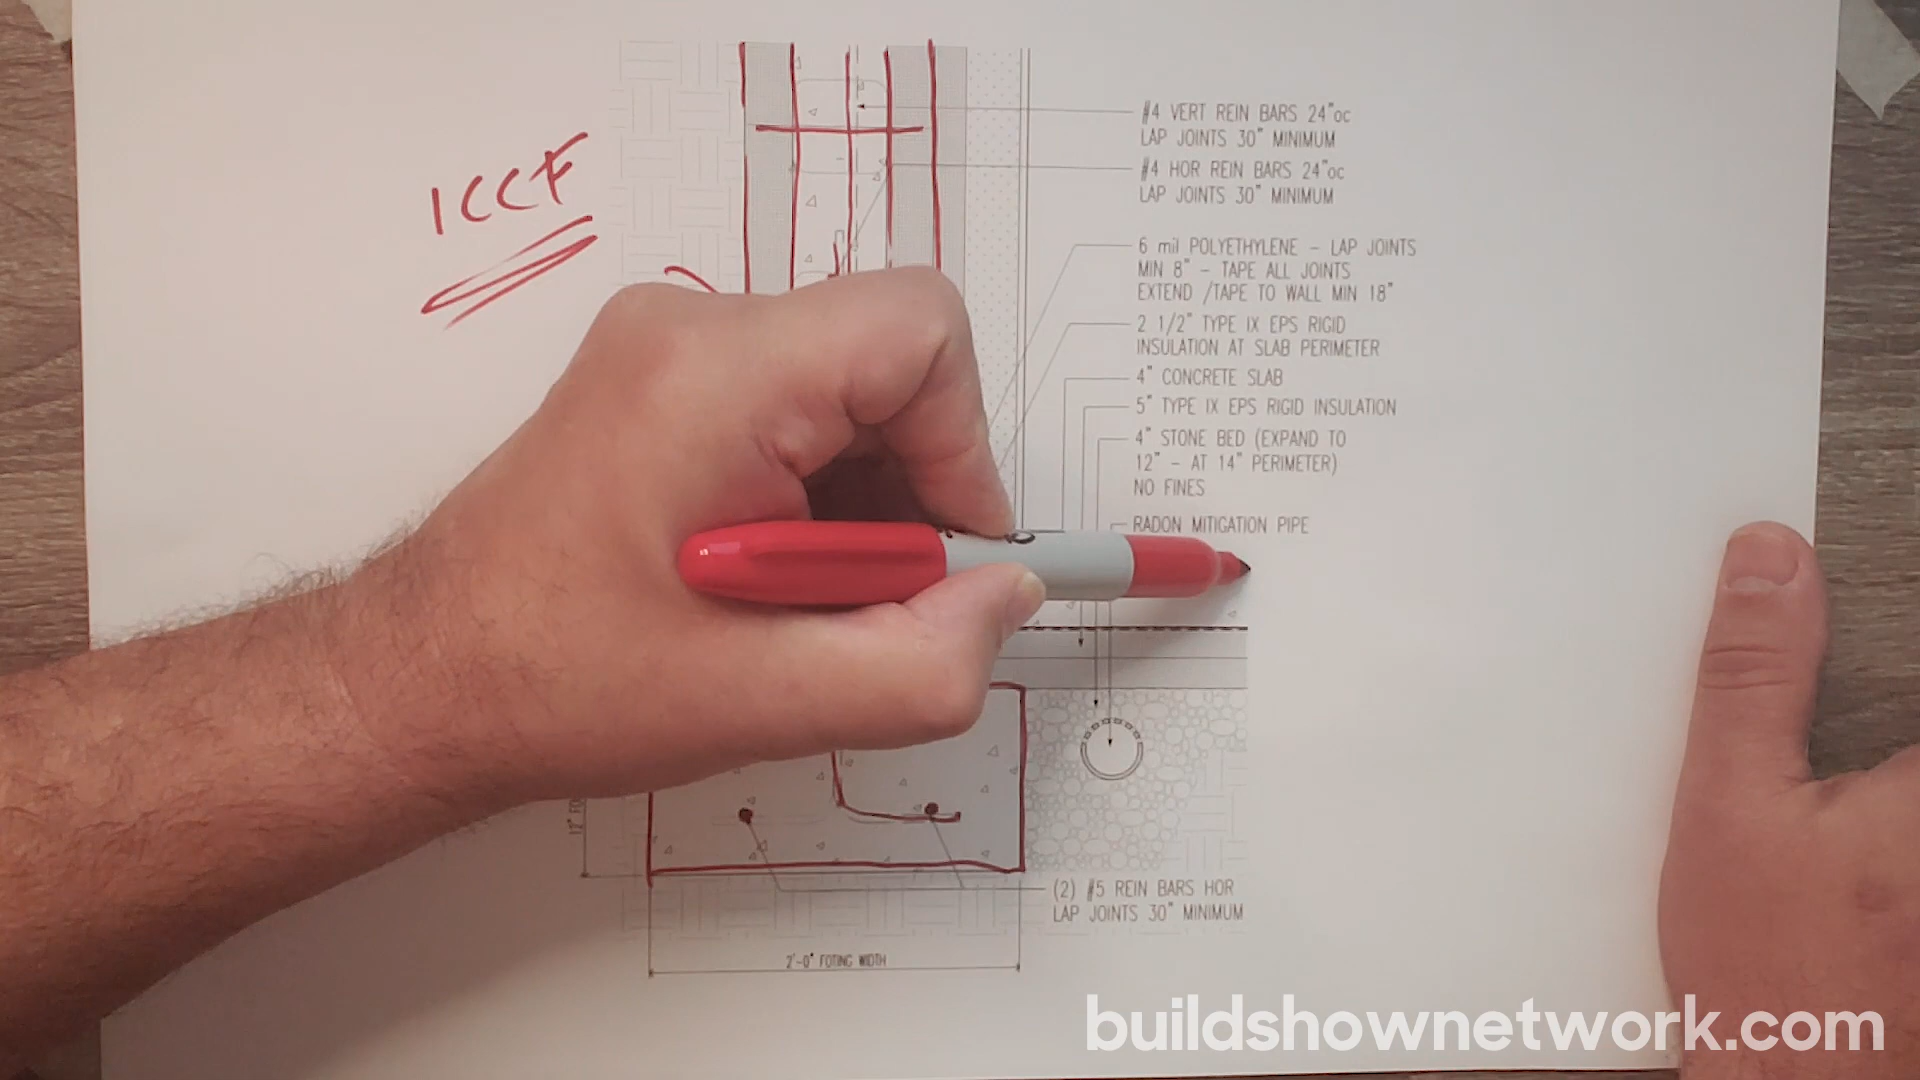 ICCF
#4 VERT REIN BARS 24"oc
LAP JOINTS 30" MINIMUM
#4 HOR REIN BARS 24"oc
LAP JOINTS 30" MINIMUM
6 mil POLYETHYLENE - LAP JOINTS
MIN 8" - TAPE ALL JOINTS
EXTEND /TAPE TO WALL MIN 18"
2 1/2" TYPE IX EPS RIGID
INSULATION AT SLAB PERIMETER
4" CONCRETE SLAB
5" TYPE IX EPS RIGID INSULATION
4" STONE BED (EXPAND TO
12" - AT 14" PERIMETER)
NO FINES
RADON MITIGATION PIPE
12" FO
(2) #5 REIN BARS HOR
LAP JOINTS 30" MINIMUM
2'-0" FOTING WIDTH
buildshownetwork.com